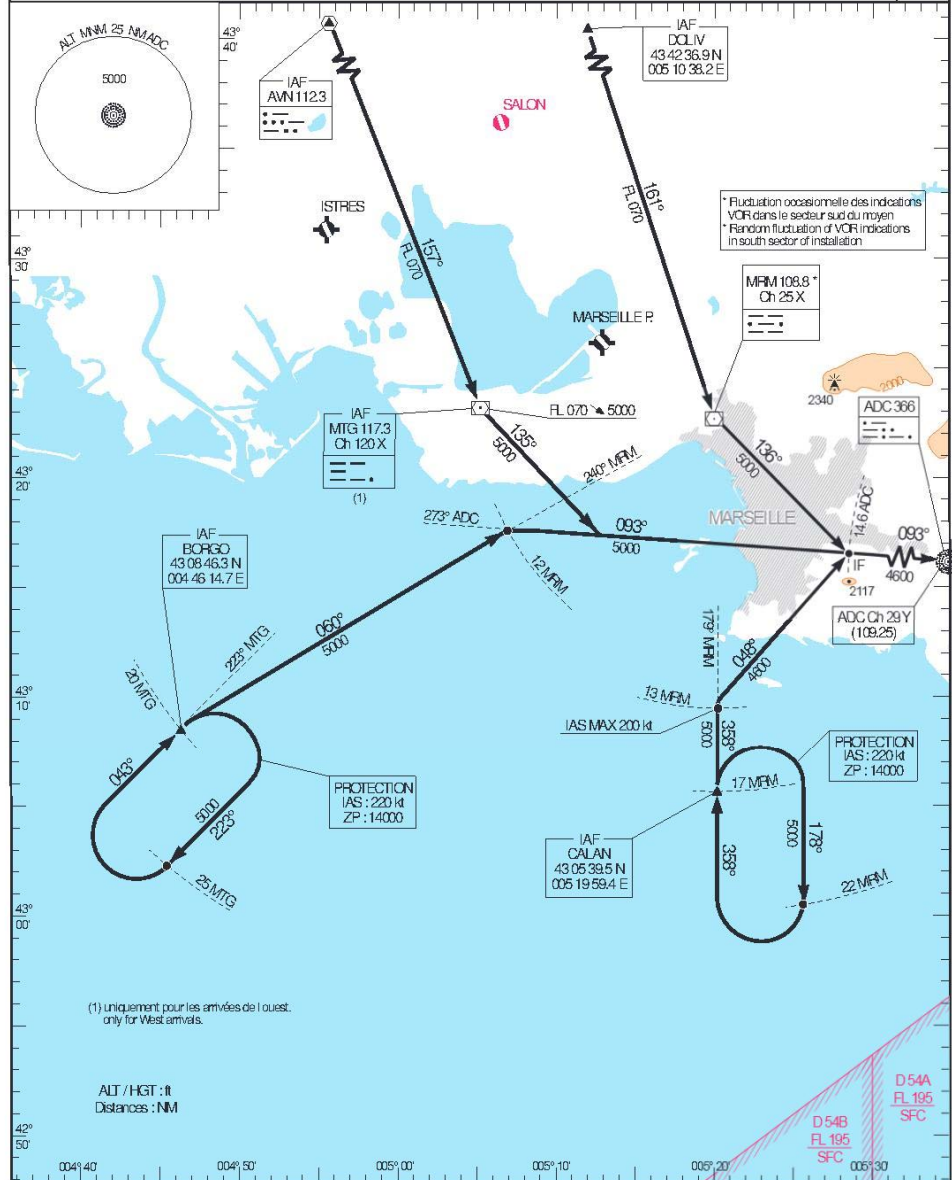 ALT MNM 25 NM ADC
5000
43°
40'
IAF
AVN 112.3
IAF
DOLIV
43 42 36.9 N
005 10 38.2 E
SALON
ISTRES
157°
FL 070
161°
FL 070
* Fluctuation occasionnelle des indications
VOR dans le secteur sud du moyen
* Random fluctuation of VOR indications
in south sector of installation
43°
30'
MRM 108.8 *
Ch 25 X
MARSEILLE P.
2000
2340
IAF
MTG 117.3
Ch 120 X
(1)
FL 070 ↘ 5000
ADC 366
135°
5000
136°
5000
43°
20'
240° MRM
273° ADC
MARSEILLE
14.6 ADC
093°
5000
093°
4600
IF
2117
12 MRM
IAF
BORGO
43 08 46.3 N
004 46 14.7 E
ADC Ch 29 Y
(109.25)
060°
5000
223° MTG
20 MTG
179° MRM
048°
4600
43°
10'
13 MRM
IAS MAX 200 kt
5000
358°
043°
5000
223°
PROTECTION
IAS : 220 kt
ZP : 14000
PROTECTION
IAS : 220 kt
ZP : 14000
17 MRM
178°
5000
IAF
CALAN
43 05 39.5 N
005 19 59.4 E
358°
25 MTG
22 MRM
43°
00'
(1) uniquement pour les arrivées de l ouest.
only for West arrivals.
ALT / HGT : ft
Distances : NM
D 54A
FL 195
SFC
D 54B
FL 195
SFC
42°
50'
004° 40'
004° 50'
005° 00'
005° 10'
005° 20'
005° 30'